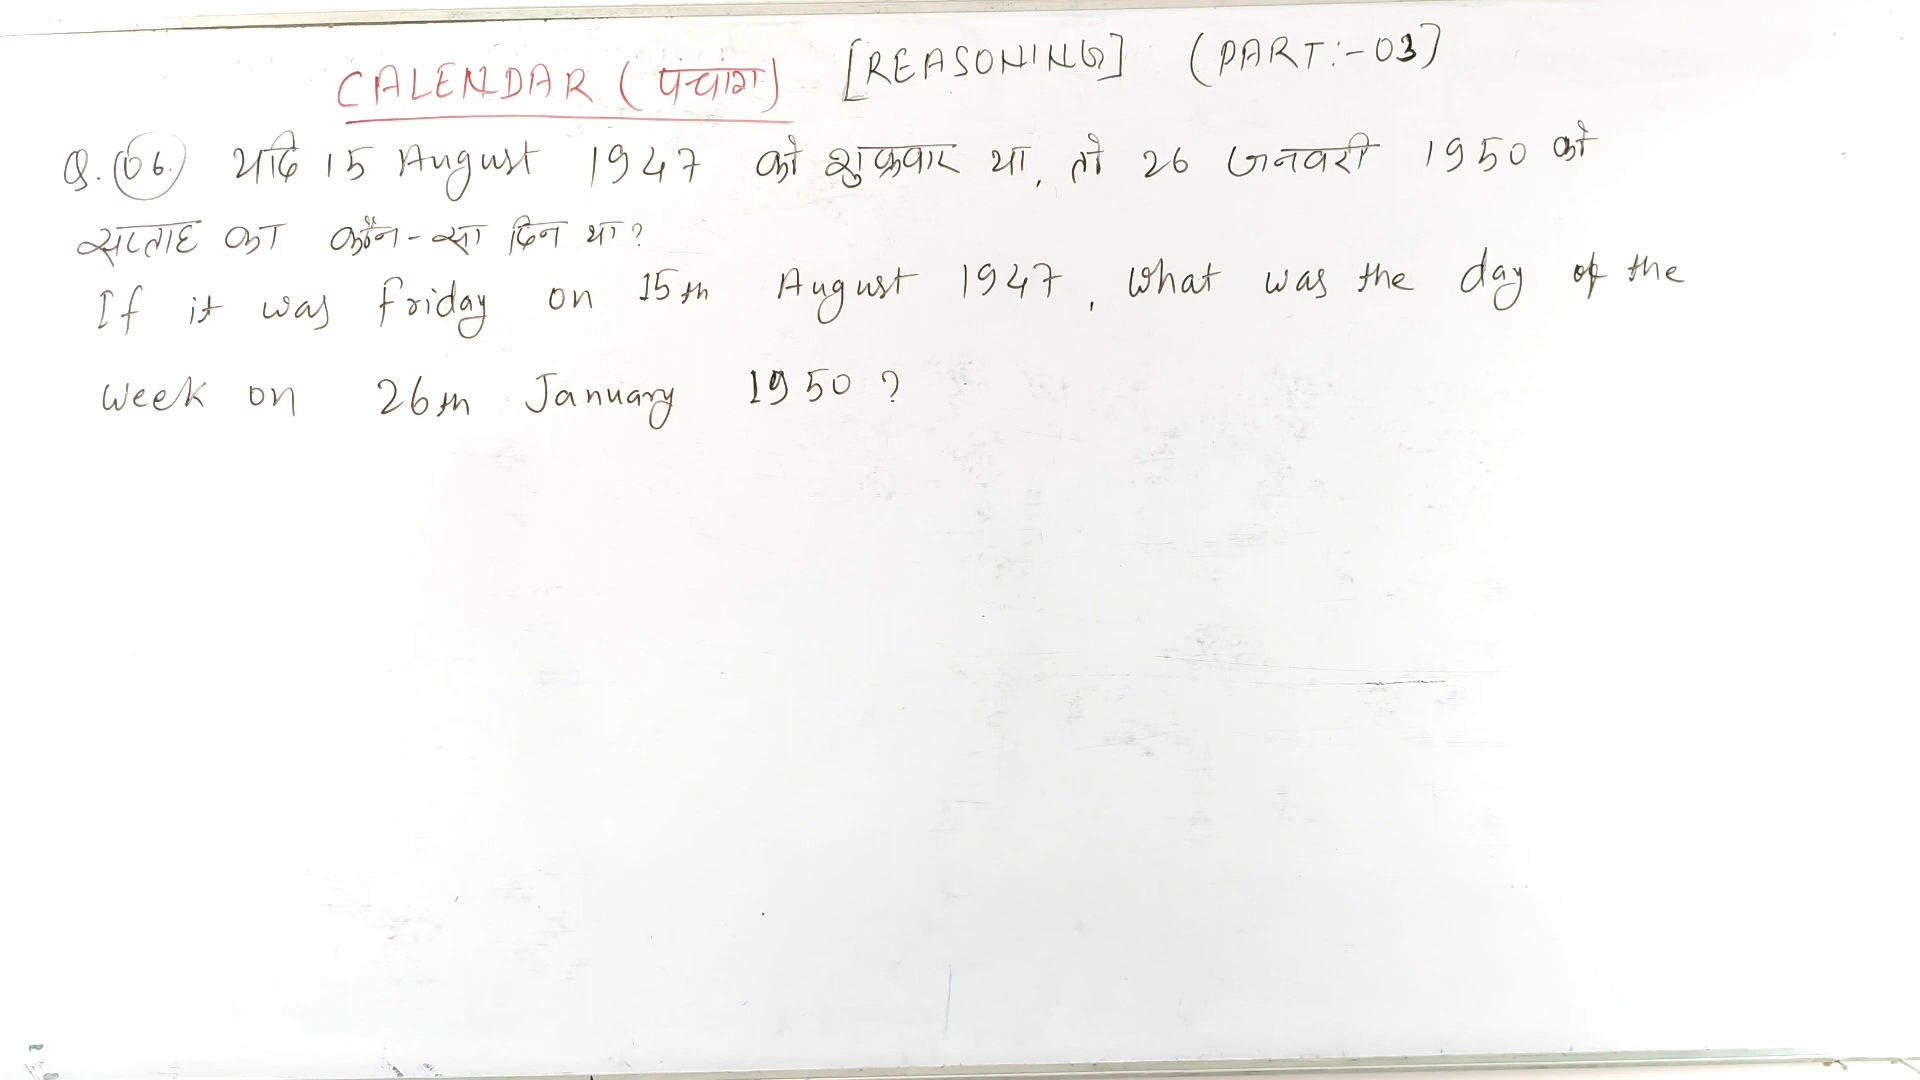 CALENDAR (पंचांग) [REASONING] (PART:-03)
Q. 06. यदि 15 August 1947 को शुक्रवार था, तो 26 जनवरी 1950 को
सप्ताह का कौन-सा दिन था?
If it was friday on 15th August 1947, What was the day of the
week on 26th January 1950?